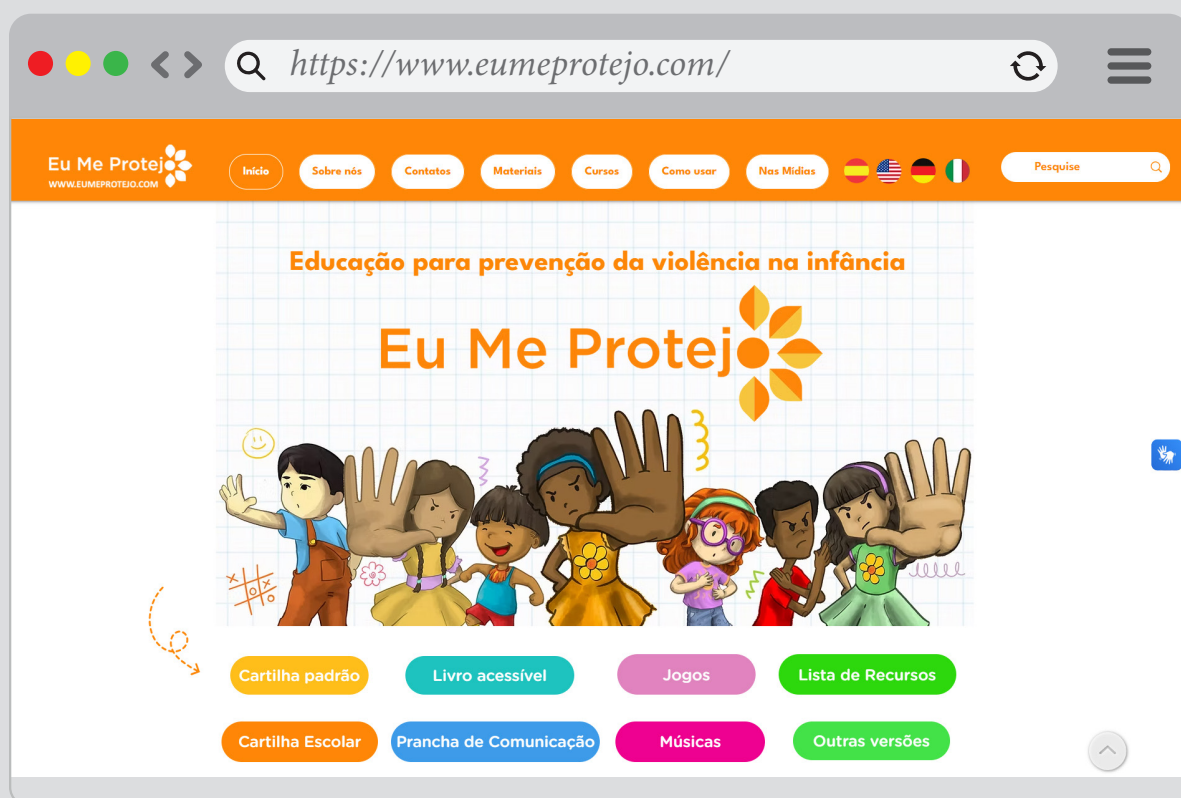 https://www.eumeprotejo.com/
Eu Me Protejo
WWW.EUMEPROTEJO.COM
Início
Sobre nós
Contatos
Materiais
Cursos
Como usar
Nas Mídias
Pesquise
Educação para prevenção da violência na infância
Eu Me Protejo
Cartilha padrão
Livro acessível
Jogos
Lista de Recursos
Cartilha Escolar
Prancha de Comunicação
Músicas
Outras versões